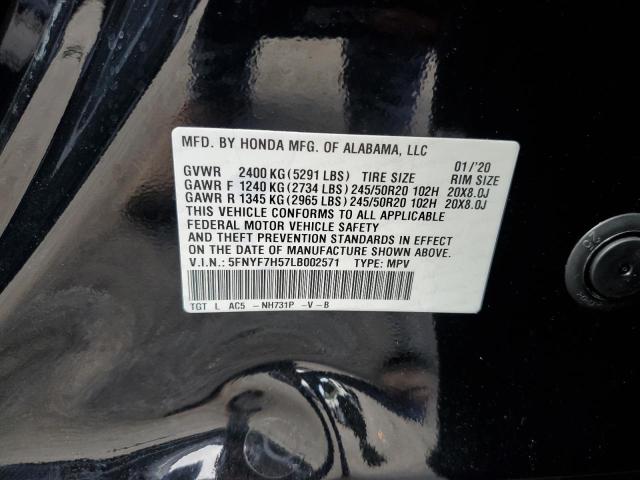 MFD. BY HONDA MFG. OF ALABAMA, LLC
01/'20
GVWR 2400 KG (5291 LBS) TIRE SIZE RIM SIZE
GAWR F 1240 KG (2734 LBS) 245/50R20 102H 20X8.0J
GAWR R 1345 KG (2965 LBS) 245/50R20 102H 20X8.0J
THIS VEHICLE CONFORMS TO ALL APPLICABLE
FEDERAL MOTOR VEHICLE SAFETY
AND THEFT PREVENTION STANDARDS IN EFFECT
ON THE DATE OF MANUFACTURE SHOWN ABOVE.
V.I.N.: 5FNYF7H57LB002571 TYPE: MPV
TGT L AC5 -NH731P -V-B